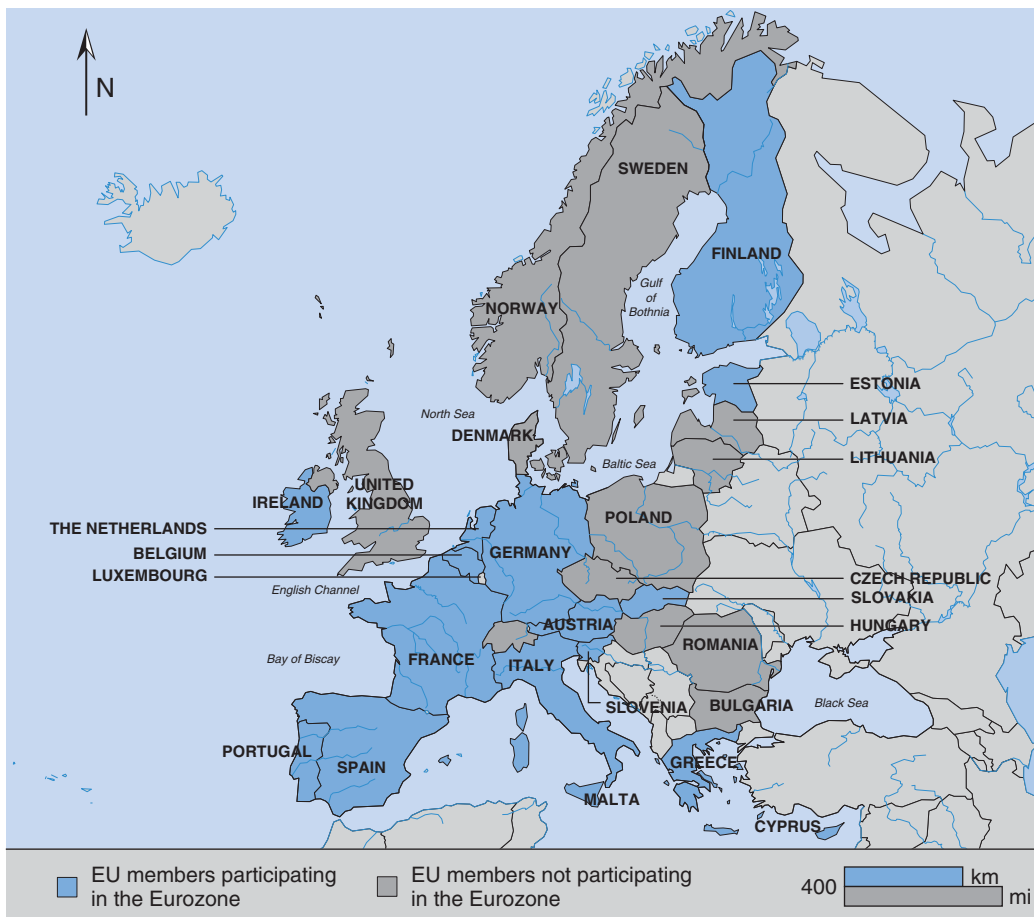 N
SWEDEN
FINLAND
Gulf
of
Bothnia
NORWAY
ESTONIA
North Sea
LATVIA
DENMARK
LITHUANIA
Baltic Sea
UNITED
KINGDOM
IRELAND
POLAND
THE NETHERLANDS
GERMANY
BELGIUM
LUXEMBOURG
CZECH REPUBLIC
English Channel
SLOVAKIA
AUSTRIA
HUNGARY
ROMANIA
Bay of Biscay
FRANCE
ITALY
SLOVENIA
BULGARIA
Black Sea
PORTUGAL
SPAIN
GREECE
MALTA
CYPRUS
EU members participating
in the Eurozone
EU members not participating
in the Eurozone
400
km
mi